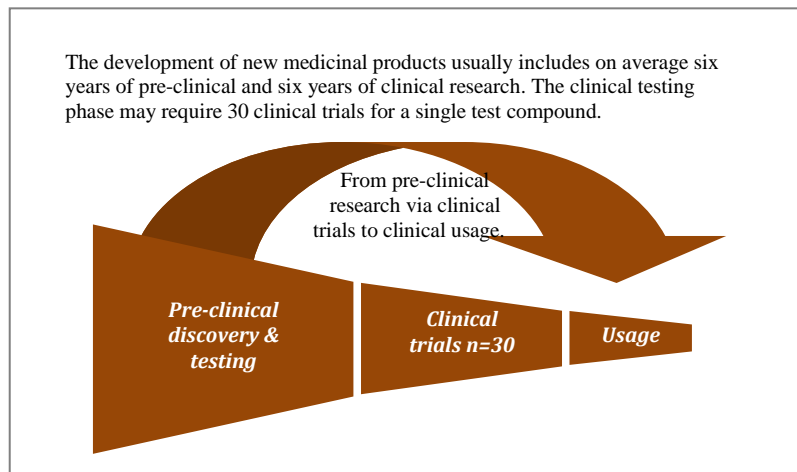 The development of new medicinal products usually includes on average six
years of pre-clinical and six years of clinical research. The clinical testing
phase may require 30 clinical trials for a single test compound.
From pre-clinical
research via clinical
trials to clinical usage.
Pre-clinical
discovery &
testing
Clinical
trials n=30
Usage